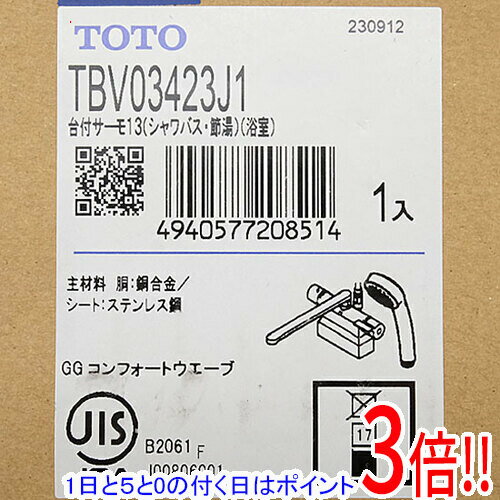 TOTO
230912
TBV03423J1
台付サーモ13(シャワバス・節湯)(浴室)
4940577208514
1入
主材料 胴:銅合金/
シート:ステンレス鋼
GG コンフォートウエーブ
JIS
B2061 F
17
3倍!!
1日と5と0の付く日はポイント